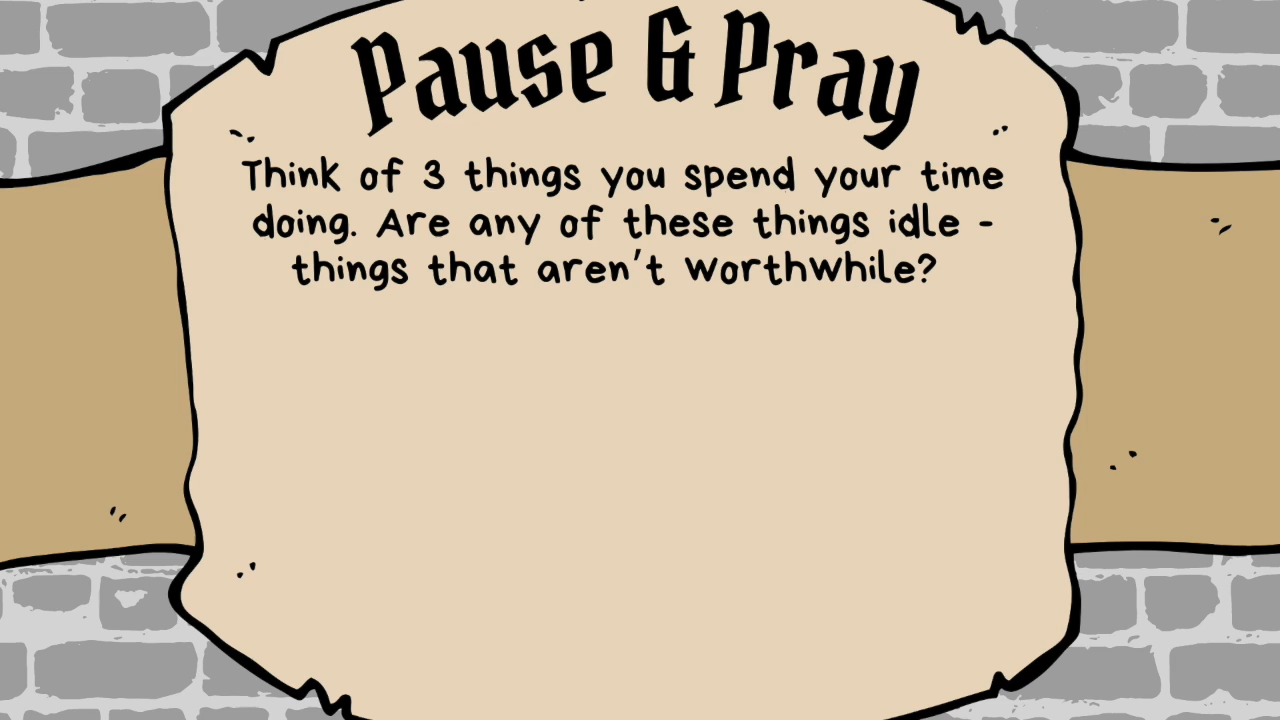 Pause & Pray
Think of 3 things you spend your time
doing. Are any of these things idle -
things that aren't worthwhile?